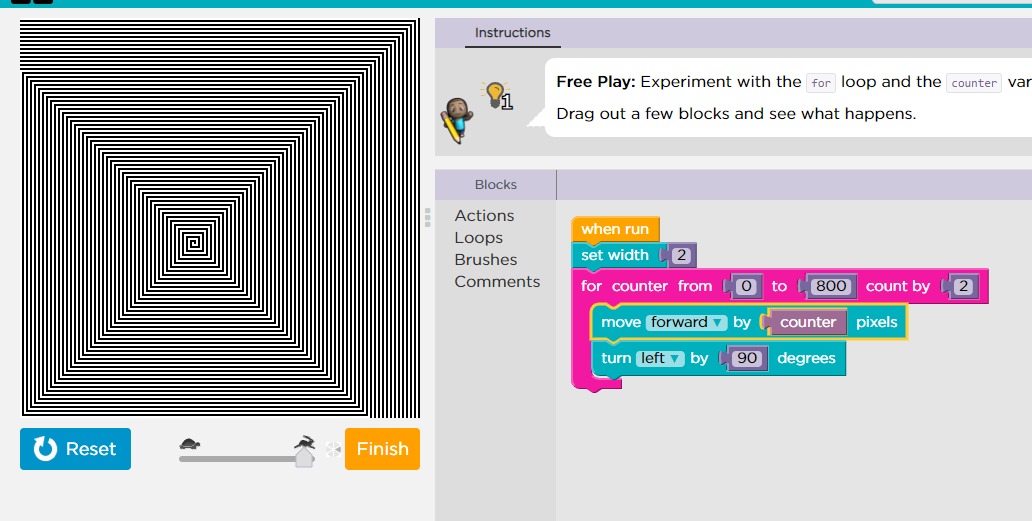 Instructions
1
Free Play: Experiment with the for loop and the counter
Drag out a few blocks and see what happens.
Blocks
Actions
Loops
Brushes
Comments
when run
set width 2
for counter from 0 to 800 count by 2
move forward ▼ by counter pixels
turn left ▼ by 90 degrees
Reset
Finish